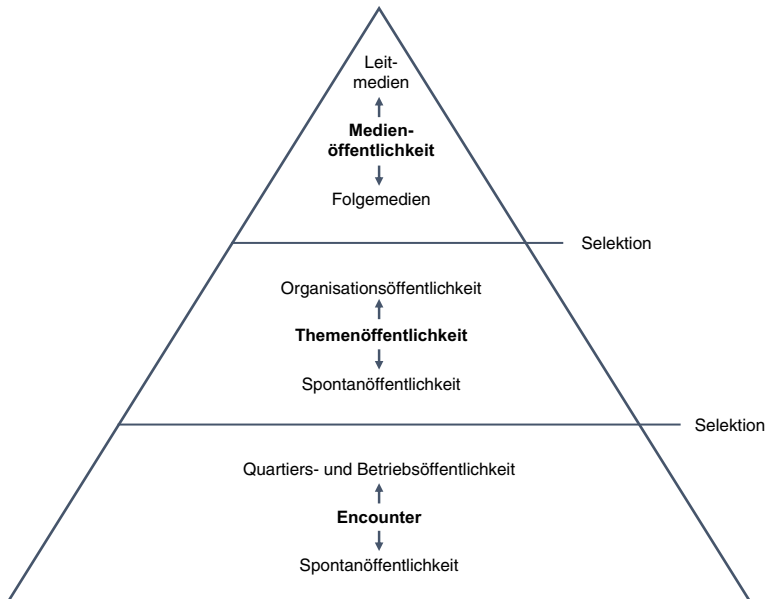 Leit-
medien
Medien-
öffentlichkeit
Folgemedien
Selektion
Organisationsöffentlichkeit
Themenöffentlichkeit
Spontanöffentlichkeit
Selektion
Quartiers- und Betriebsöffentlichkeit
Encounter
Spontanöffentlichkeit